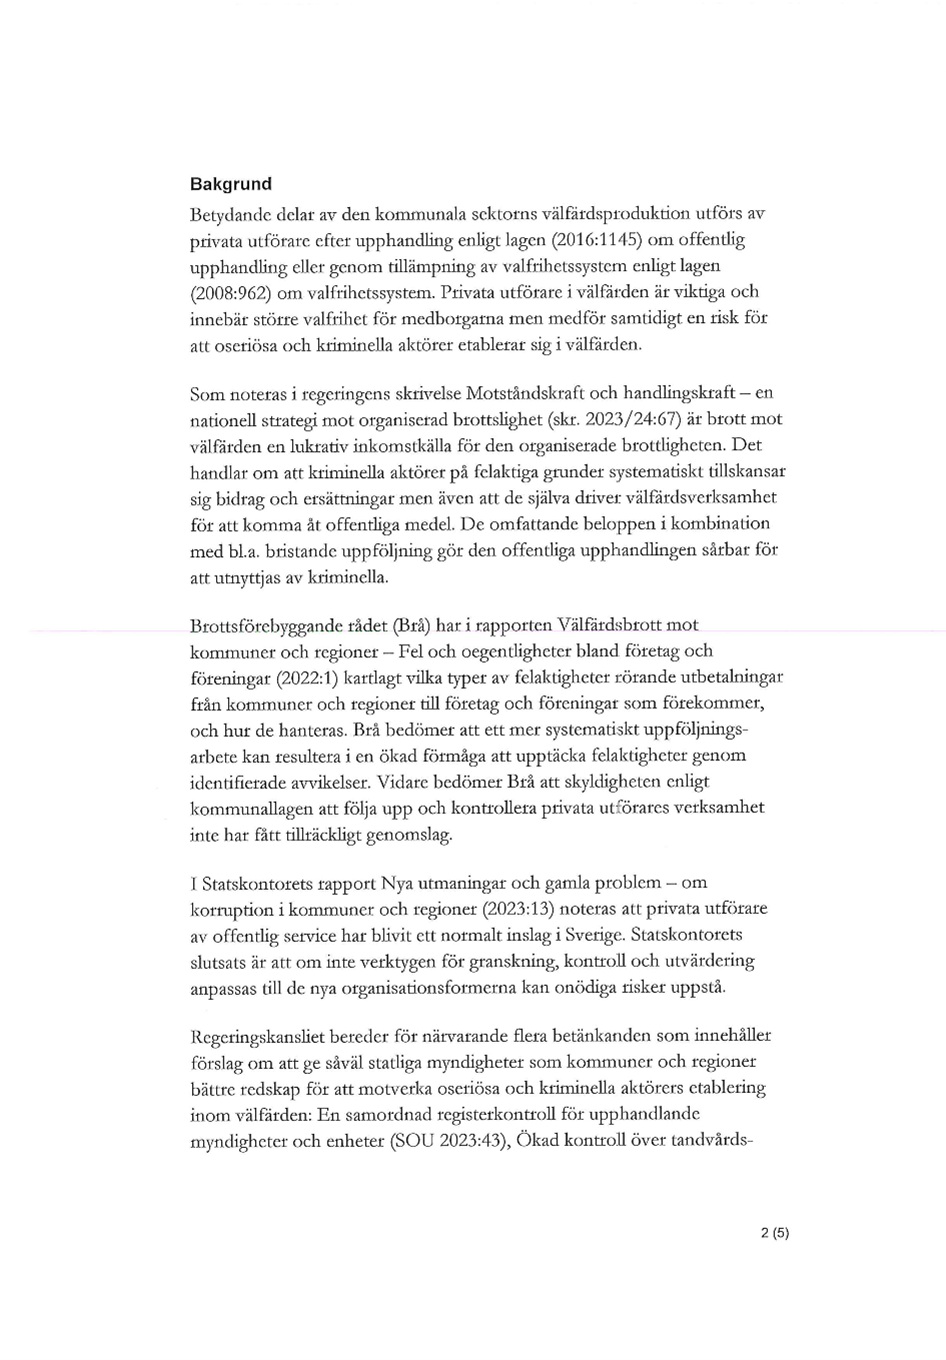 Bakgrund
Betydande delar av den kommunala sektorns välfärdsproduktion utförs av
privata utförare efter upphandling enligt lagen (2016:1145) om offentlig
upphandling eller genom tillämpning av valfrihetssystem enligt lagen
(2008:962) om valfrihetssystem. Privata utförare i välfärden är viktiga och
innebär större valfrihet för medborgarna men medför samtidigt en risk för
att oseriösa och kriminella aktörer etablerar sig i välfärden.
Som noteras i regeringens skrivelse Motståndskraft och handlingskraft – en
nationell strategi mot organiserad brottslighet (skr. 2023/24:67) är brott mot
välfärden en lukrativ inkomstkälla för den organiserade brottligheten. Det
handlar om att kriminella aktörer på felaktiga grunder systematiskt tillskansar
sig bidrag och ersättningar men även att de själva driver välfärdsverksamhet
för att komma åt offentliga medel. De omfattande beloppen i kombination
med bl.a. bristande uppföljning gör den offentliga upphandlingen sårbar för
att utnyttjas av kriminella.
Brottsförebyggande rådet (Brå) har i rapporten Välfärdsbrott mot
kommuner och regioner – Fel och oegentligheter bland företag och
föreningar (2022:1) kartlagt vilka typer av felaktigheter rörande utbetalningar
från kommuner och regioner till företag och föreningar som förekommer,
och hur de hanteras. Brå bedömer att ett mer systematiskt uppföljnings-
arbete kan resultera i en ökad förmåga att upptäcka felaktigheter genom
identifierade avvikelser. Vidare bedömer Brå att skyldigheten enligt
kommunallagen att följa upp och kontrollera privata utförares verksamhet
inte har fått tillräckligt genomslag.
I Statskontorets rapport Nya utmaningar och gamla problem – om
korruption i kommuner och regioner (2023:13) noteras att privata utförare
av offentlig service har blivit ett normalt inslag i Sverige. Statskontorets
slutsats är att om inte verktygen för granskning, kontroll och utvärdering
anpassas till de nya organisationsformerna kan onödiga risker uppstå.
Regeringskansliet bereder för närvarande flera betänkanden som innehåller
förslag om att ge såväl statliga myndigheter som kommuner och regioner
bättre redskap för att motverka oseriösa och kriminella aktörers etablering
inom välfärden: En samordnad registerkontroll för upphandlande
myndigheter och enheter (SOU 2023:43), Ökad kontroll över tandvårds-
2 (5)